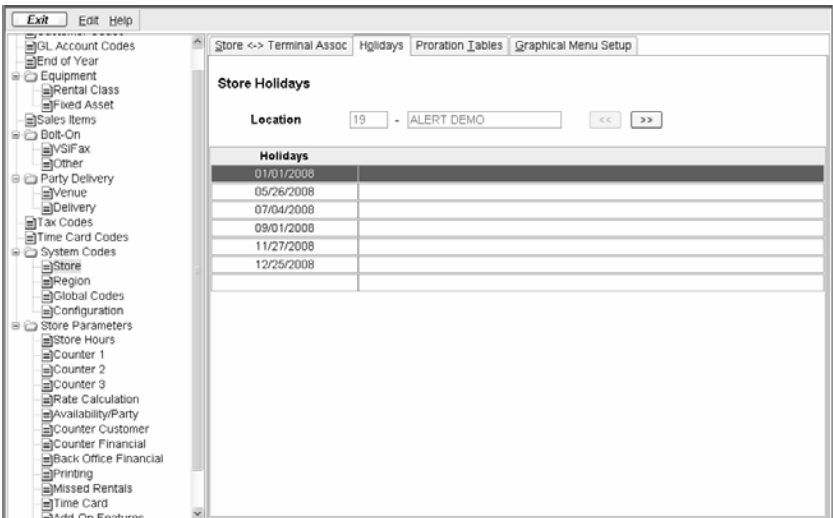 Exit Edit Help
Customer Codes
GL Account Codes
End of Year
Equipment
Rental Class
Fixed Asset
Sales Items
Bolt-On
VSIFax
Other
Party Delivery
Venue
Delivery
Tax Codes
Time Card Codes
System Codes
Store
Region
Global Codes
Configuration
Store Parameters
Store Hours
Counter 1
Counter 2
Counter 3
Rate Calculation
Availability/Party
Counter Customer
Counter Financial
Back Office Financial
Printing
Missed Rentals
Time Card
Add-On Features
Store <-> Terminal Assoc Holidays Proration Tables Graphical Menu Setup
Store Holidays
Location 19 - ALERT DEMO << >>
Holidays
01/01/2008
05/26/2008
07/04/2008
09/01/2008
11/27/2008
12/25/2008